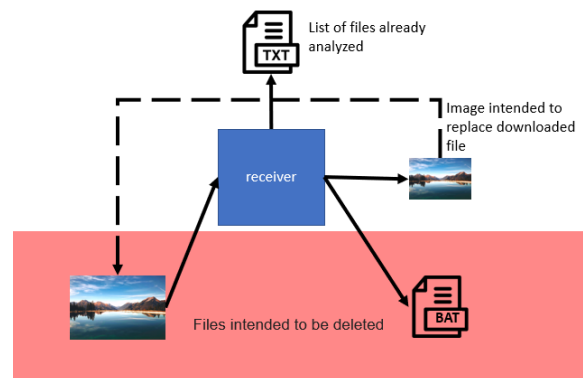 List of files already
analyzed
TXT
Image intended to
replace downloaded
file
receiver
Files intended to be deleted
BAT